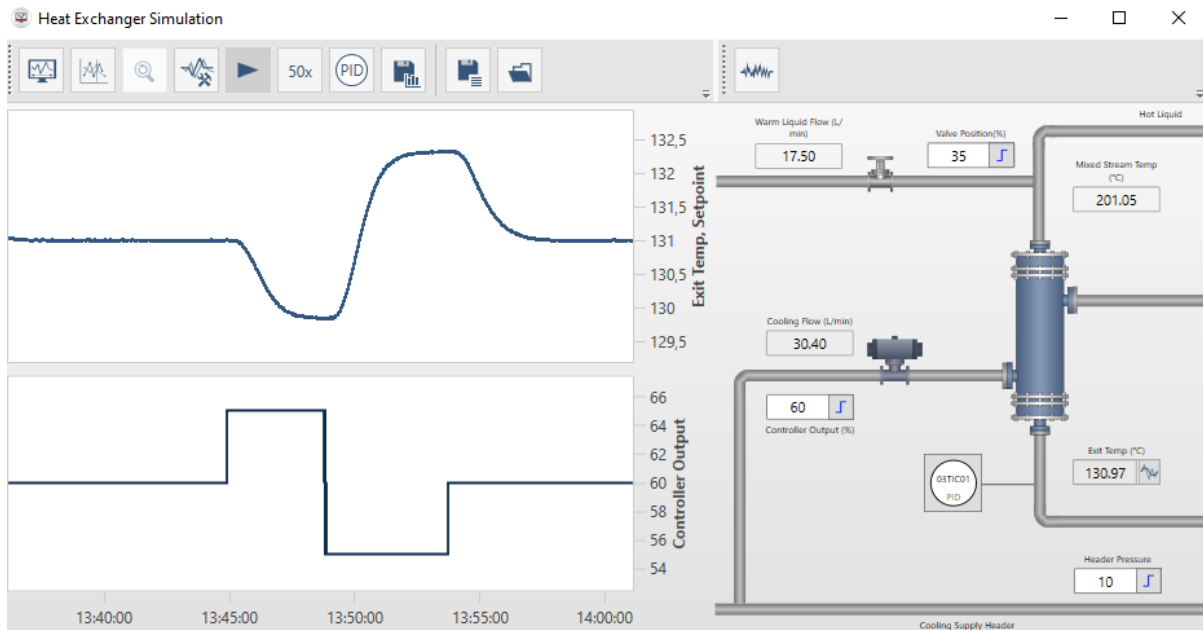 Heat Exchanger Simulation
50x
PID
132,5
132
131,5
131
130,5
130
129,5
Exit Temp, Setpoint
66
64
62
60
58
56
54
Controller Output
13:40:00 13:45:00 13:50:00 13:55:00 14:00:00
Hot Liquid
Warm Liquid Flow (L/
min)
17.50
Valve Position(%)
35
Mixed Stream Temp
(°C)
201.05
Cooling Flow (L/min)
30.40
60
Controller Output (%)
Exit Temp (°C)
130.97
03TIC01
PID
Header Pressure
10
Cooling Supply Header